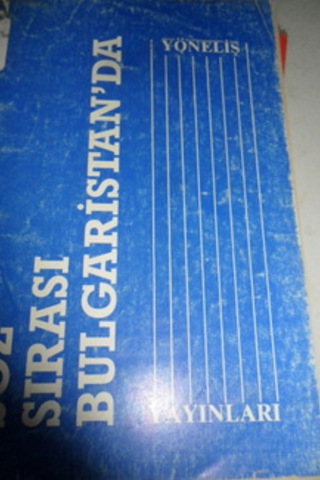 SIRASI
BULGARİSTAN'DA
YÖNELİŞ
YAYINLARI